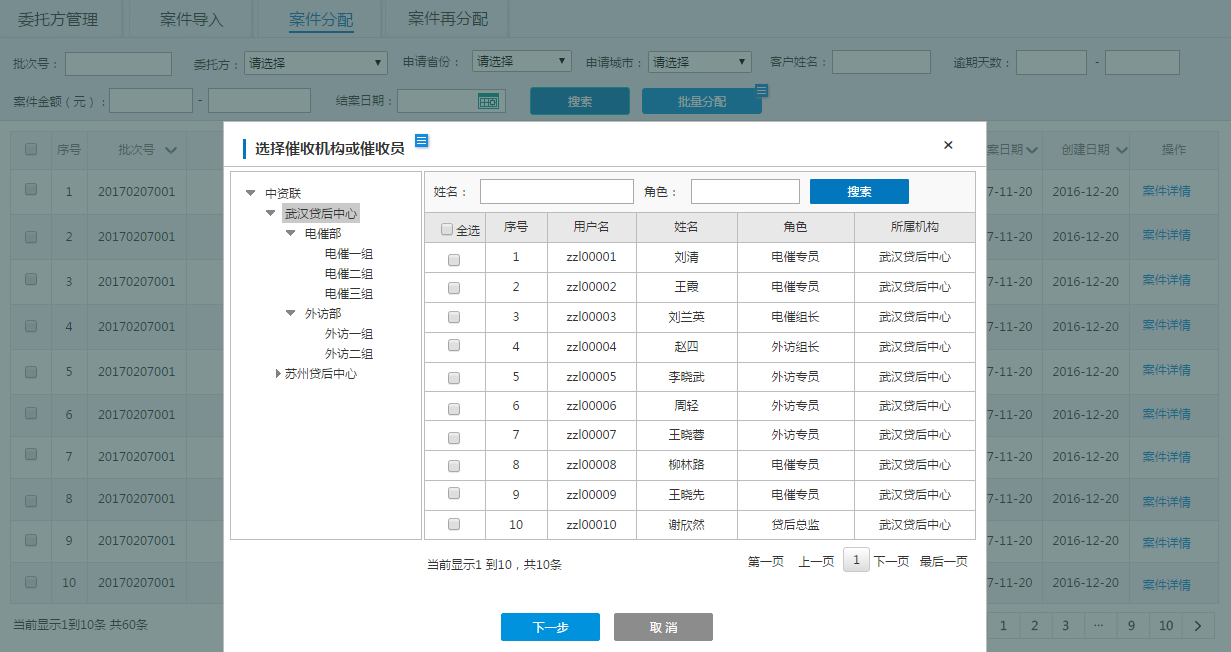 委托方管理 案件导入 案件分配 案件再分配
批次号： 委托方： 请选择 申请省份： 请选择 申请城市： 请选择 客户姓名： 逾期天数： -
案件金额（元）： - 结案日期： 搜索 批量分配
序号 批次号 案日期 创建日期 操作
1 20170207001 7-11-20 2016-12-20 案件详情
2 20170207001 7-11-20 2016-12-20 案件详情
3 20170207001 7-11-20 2016-12-20 案件详情
4 20170207001 7-11-20 2016-12-20 案件详情
5 20170207001 7-11-20 2016-12-20 案件详情
6 20170207001 7-11-20 2016-12-20 案件详情
7 20170207001 7-11-20 2016-12-20 案件详情
8 20170207001 7-11-20 2016-12-20 案件详情
9 20170207001 7-11-20 2016-12-20 案件详情
10 20170207001 7-11-20 2016-12-20 案件详情
当前显示1到10条 共60条
1 2 3 ... 9 10 >
选择催收机构或催收员 ×
中资联
武汉贷后中心
电催部
电催一组
电催二组
电催三组
外访部
外访一组
外访二组
苏州贷后中心
姓名： 角色： 搜索
全选 序号 用户名 姓名 角色 所属机构
1 zzl00001 刘清 电催专员 武汉贷后中心
2 zzl00002 王霞 电催专员 武汉贷后中心
3 zzl00003 刘兰英 电催组长 武汉贷后中心
4 zzl00004 赵四 外访组长 武汉贷后中心
5 zzl00005 李晓武 外访专员 武汉贷后中心
6 zzl00006 周轻 外访专员 武汉贷后中心
7 zzl00007 王晓蓉 外访专员 武汉贷后中心
8 zzl00008 柳林路 电催专员 武汉贷后中心
9 zzl00009 王晓先 电催专员 武汉贷后中心
10 zzl00010 谢欣然 贷后总监 武汉贷后中心
当前显示1 到10，共10条
第一页 上一页 1 下一页 最后一页
下一步 取 消